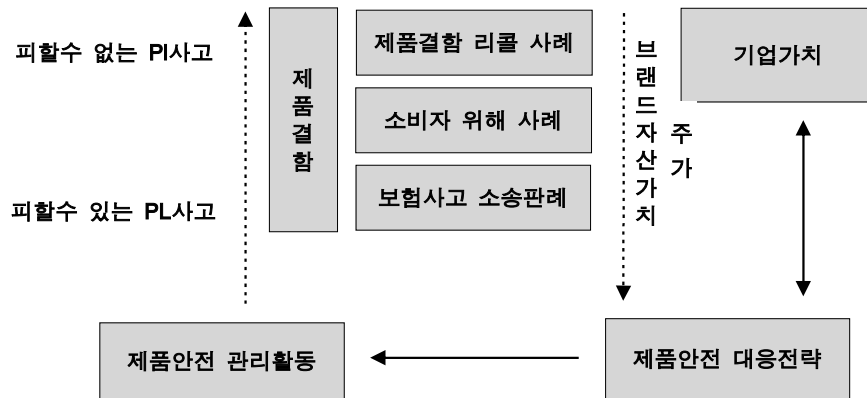 피할수 없는 PI사고
피할수 있는 PL사고
제품결함
제품결함 리콜 사례
소비자 위해 사례
보험사고 소송판례
브랜드자산가치
주가
기업가치
제품안전 관리활동
제품안전 대응전략